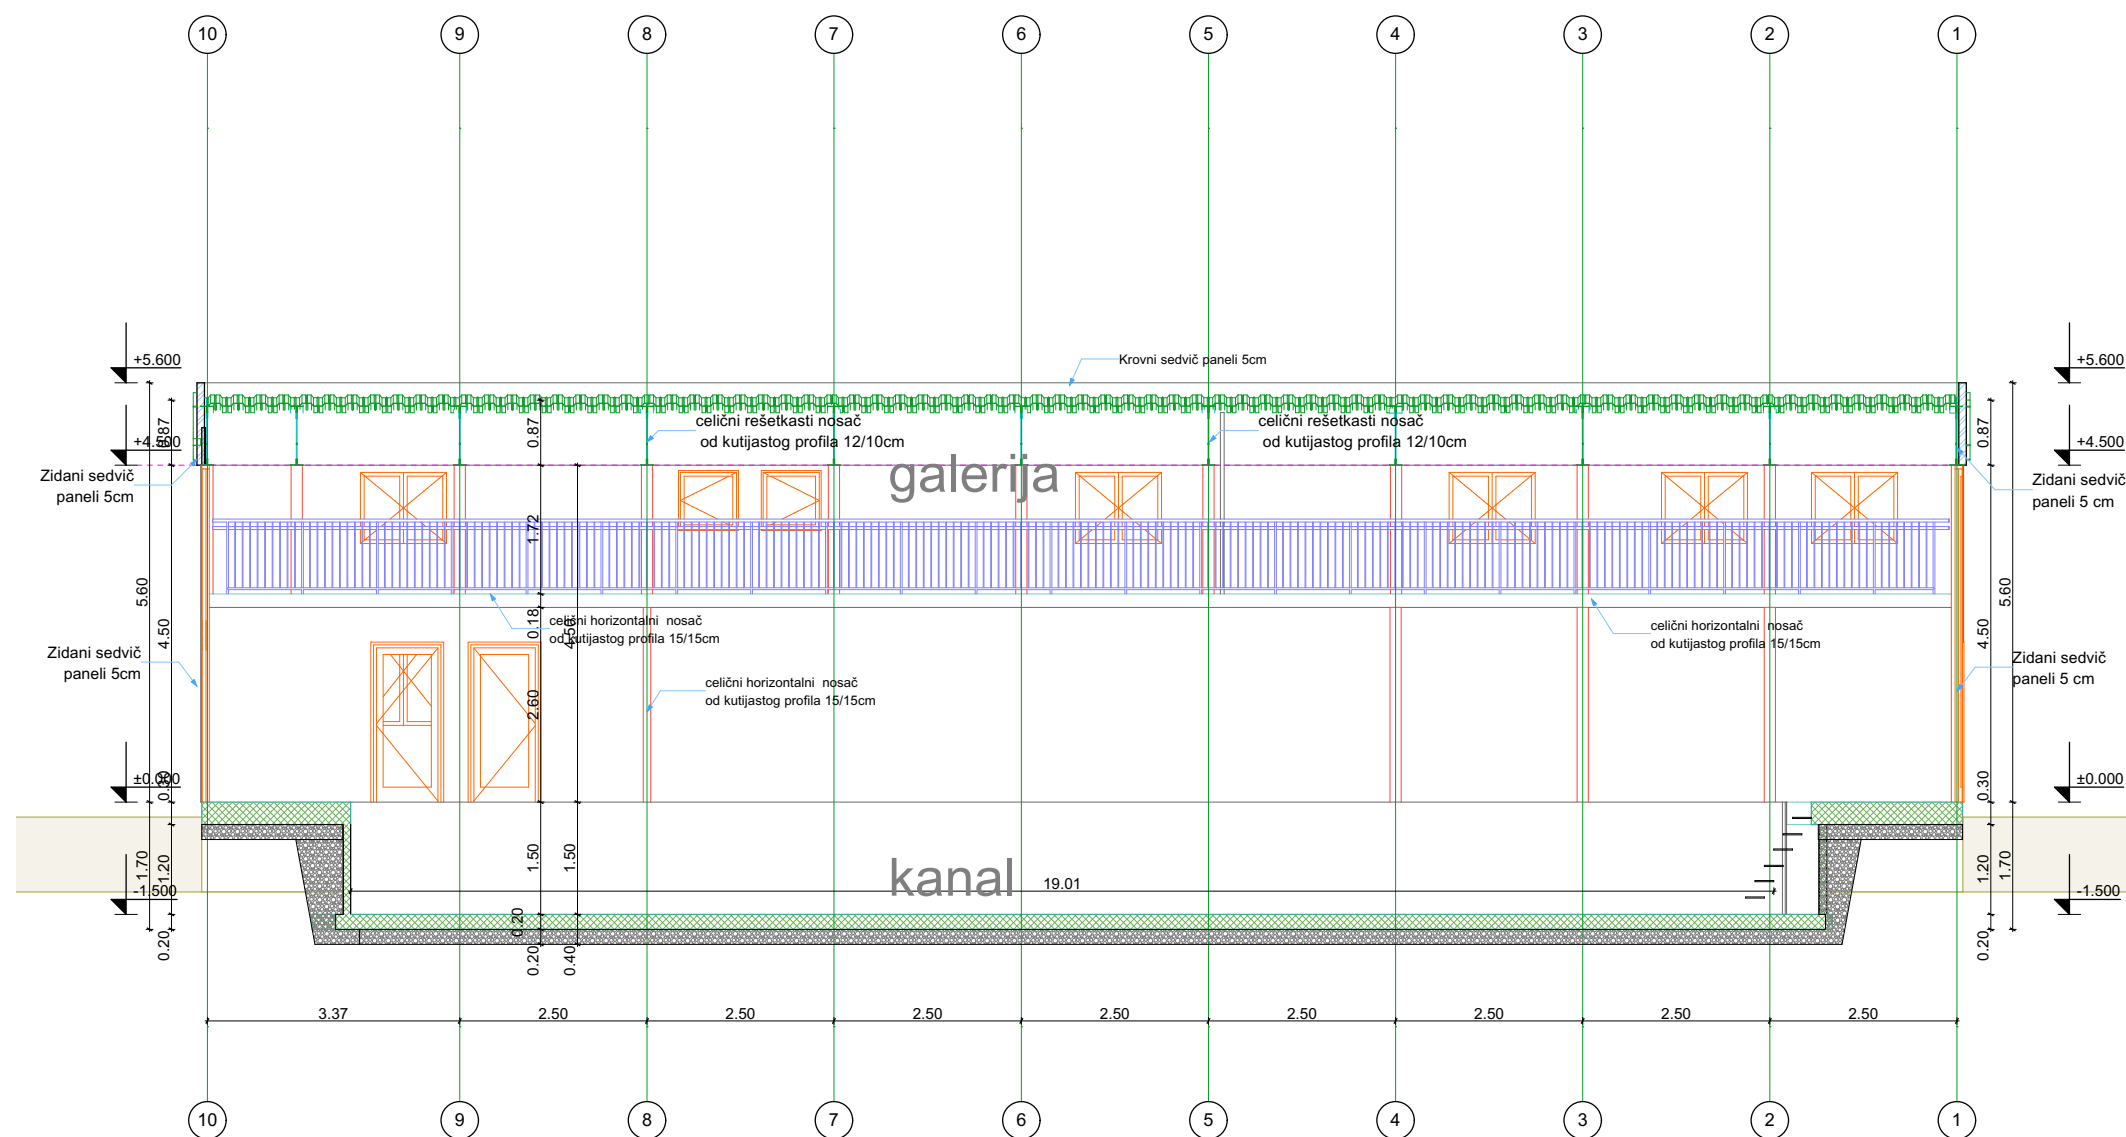 10 9 8 7 6 5 4 3 2 1
+5.600
+5.600
Krovni sedvič paneli 5cm
0.87
0.87
0.87
celični rešetkasti nosač
od kutijastog profila 12/10cm
celični rešetkasti nosač
od kutijastog profila 12/10cm
+4.500
+4.500
galerija
Zidani sedvič
paneli 5cm
Zidani sedvič
paneli 5 cm
1.72
5.60
5.60
0.18
celični horizontalni nosač
od kutijastog profila 15/15cm
celični horizontalni nosač
od kutijastog profila 15/15cm
4.50
4.50
4.50
Zidani sedvič
paneli 5cm
Zidani sedvič
paneli 5 cm
celični horizontalni nosač
od kutijastog profila 15/15cm
2.60
±0.000
0.30
0.30
±0.000
1.70
1.20
1.50
1.50
1.20
1.70
kanal
19.01
-1.500
-1.500
0.20
0.20
0.20
0.40
0.20
3.37 2.50 2.50 2.50 2.50 2.50 2.50 2.50 2.50
10 9 8 7 6 5 4 3 2 1